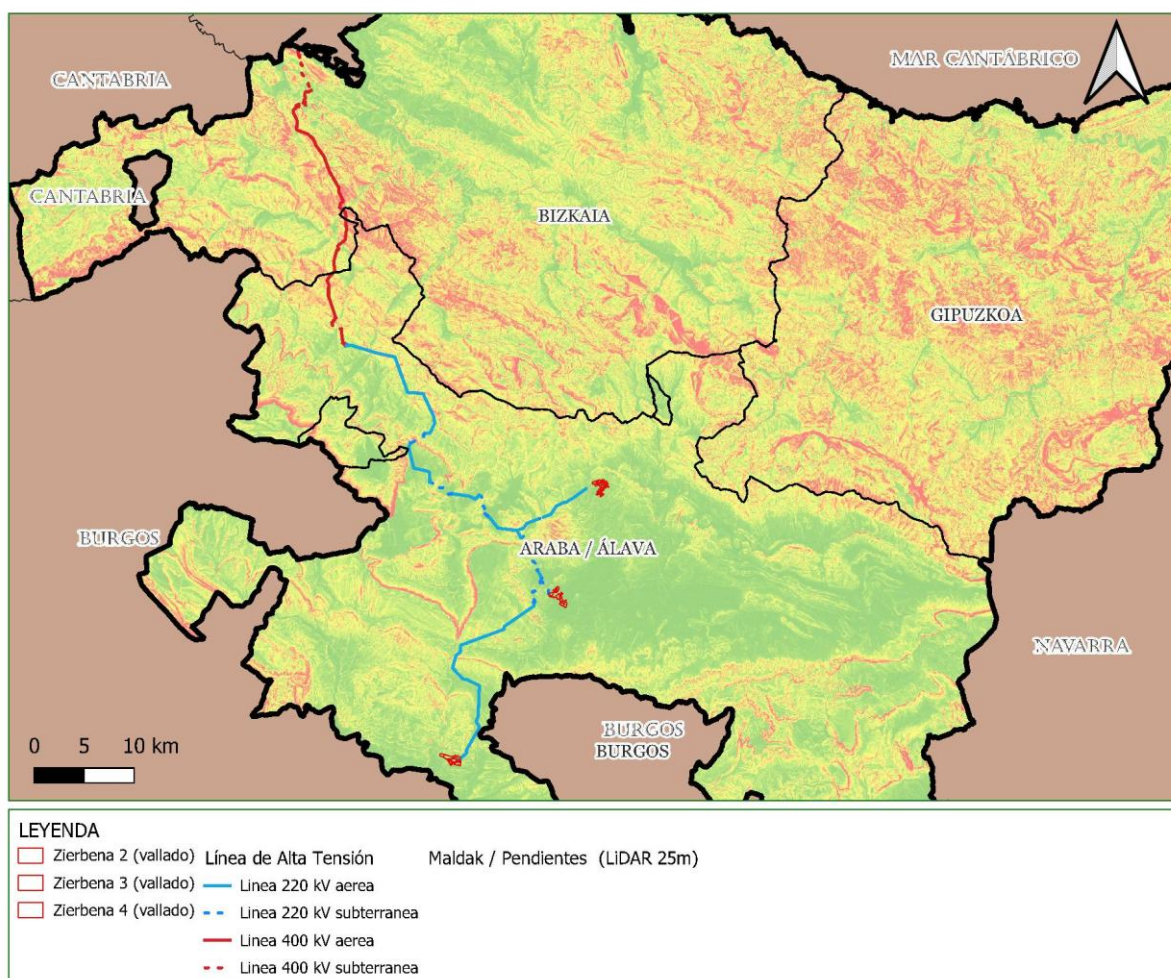 MAR CANTÁBRICO
CANTABRIA
CANTABRIA
BIZKAIA
GIPUZKOA
BURGOS
ARABA / ÁLAVA
NAVARRA
BURGOS
BURGOS
0 5 10 km
LEYENDA
Zierbena 2 (vallado)
Zierbena 3 (vallado)
Zierbena 4 (vallado)
Línea de Alta Tensión
Linea 220 kV aerea
Linea 220 kV subterranea
Linea 400 kV aerea
Linea 400 kV subterranea
Maldak / Pendientes (LiDAR 25m)